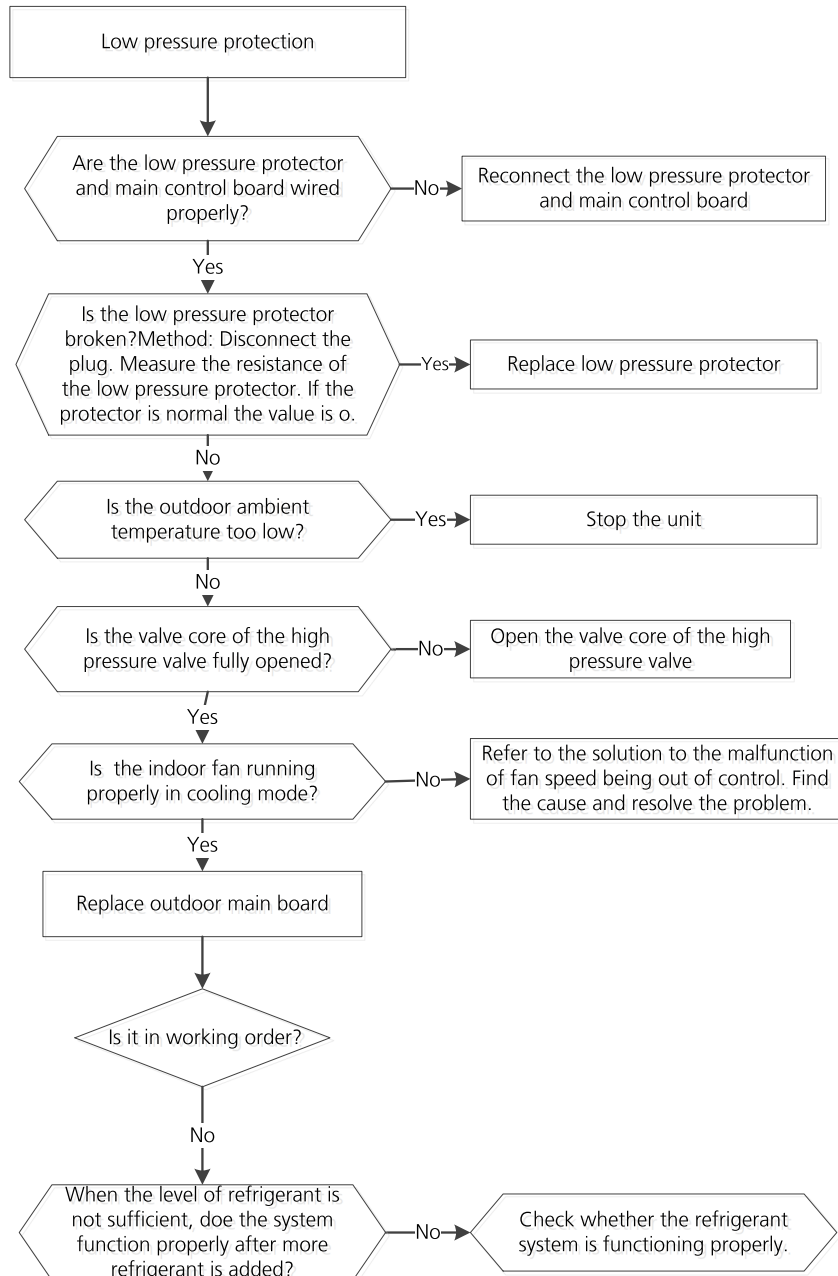 Low pressure protection
Are the low pressure protector
and main control board wired
properly?
No
Reconnect the low pressure protector
and main control board
Yes
Is the low pressure protector
broken?Method: Disconnect the
plug. Measure the resistance of
the low pressure protector. If the
protector is normal the value is o.
Yes
Replace low pressure protector
No
Is the outdoor ambient
temperature too low?
Yes
Stop the unit
No
Is the valve core of the high
pressure valve fully opened?
No
Open the valve core of the high
pressure valve
Yes
Is the indoor fan running
properly in cooling mode?
No
Refer to the solution to the malfunction
of fan speed being out of control. Find
the cause and resolve the problem.
Yes
Replace outdoor main board
Is it in working order?
No
When the level of refrigerant is
not sufficient, doe the system
function properly after more
refrigerant is added?
No
Check whether the refrigerant
system is functioning properly.